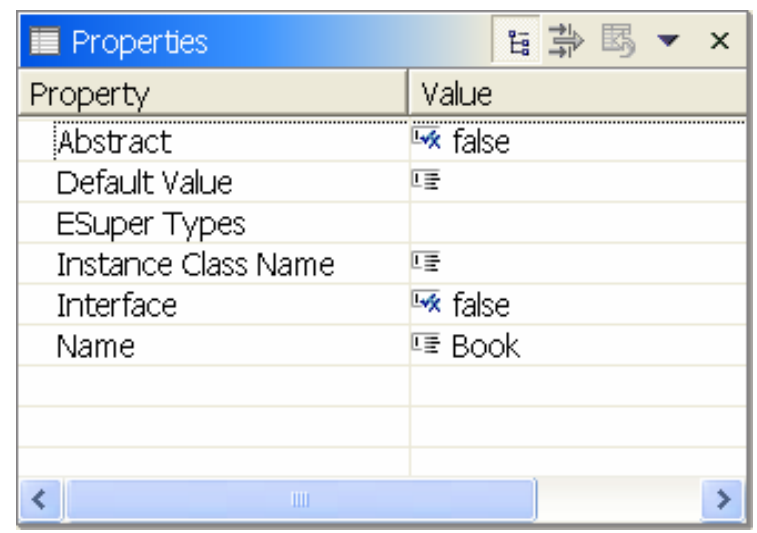 Properties
Property Value
Abstract false
Default Value
ESuper Types
Instance Class Name
Interface false
Name Book